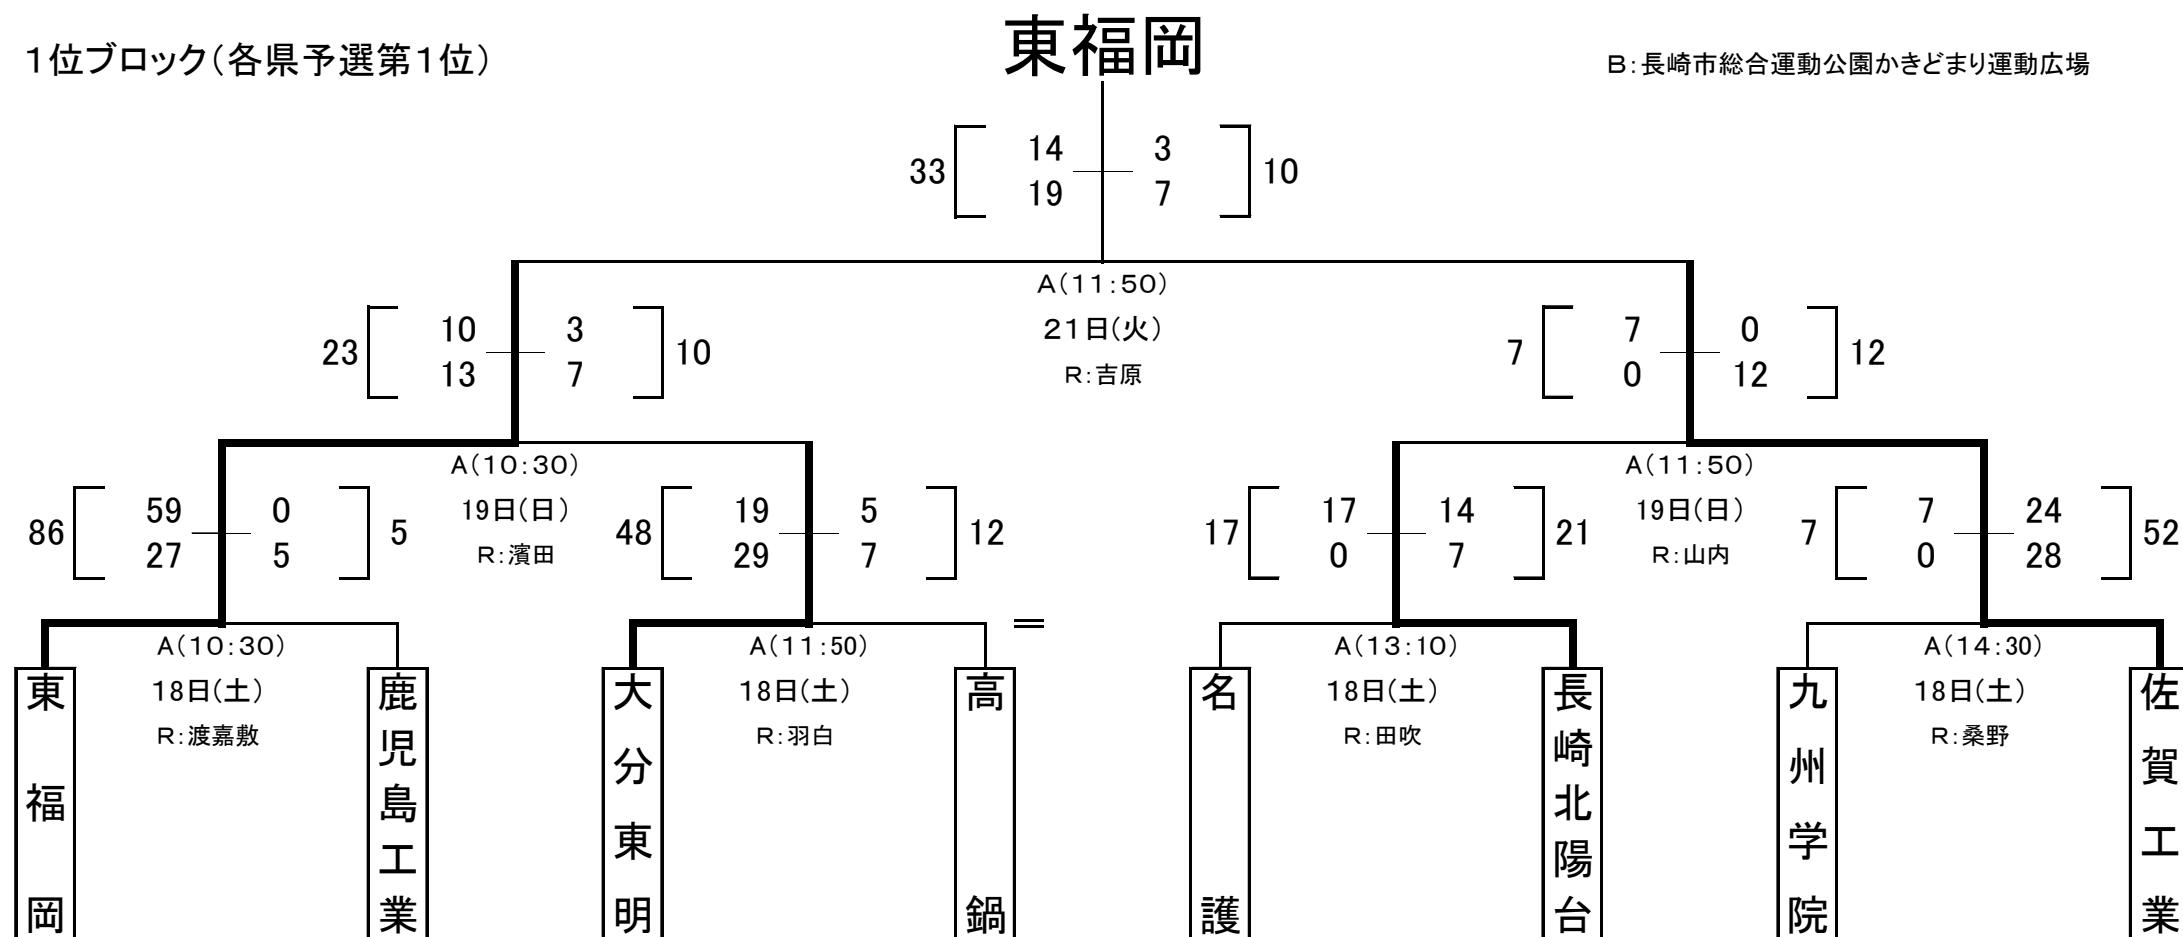 1位ブロック（各県予選第1位）
東福岡
B：長崎市総合運動公園かきどまり運動広場
33 14 3 10
19 7
A（11：50）
21日(火)
R：吉原
23 10 3 10
13 7
7 7 0 12
0 12
A（10：30）
19日(日)
R：濱田
A（11：50）
19日(日)
R：山内
86 59 0 5
27 5
48 19 5 12
29 7
17 17 14 21
0 7
7 7 24 52
0 28
A（10：30）
18日(土)
R：渡嘉敷
A（11：50）
18日(土)
R：羽白
A（13：10）
18日(土)
R：田吹
A（14：30）
18日(土)
R：桑野
東福岡
鹿児島工業
大分東明
高鍋
名護
長崎北陽台
九州学院
佐賀工業